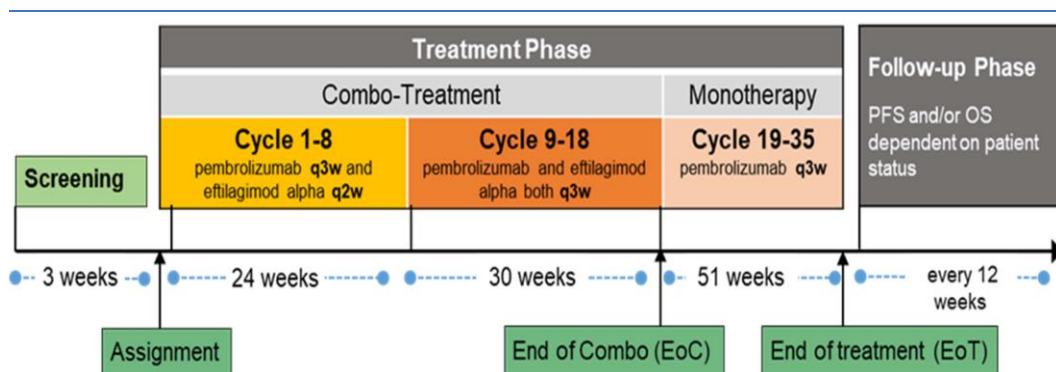 Treatment Phase
Combo-Treatment
Monotherapy
Follow-up Phase
PFS and/or OS
dependent on patient
status
Screening
Cycle 1-8
pembrolizumab q3w and
eftilagimod alpha q2w
Cycle 9-18
pembrolizumab and eftilagimod
alpha both q3w
Cycle 19-35
pembrolizumab q3w
3 weeks
24 weeks
30 weeks
51 weeks
every 12
weeks
Assignment
End of Combo (EoC)
End of treatment (EoT)